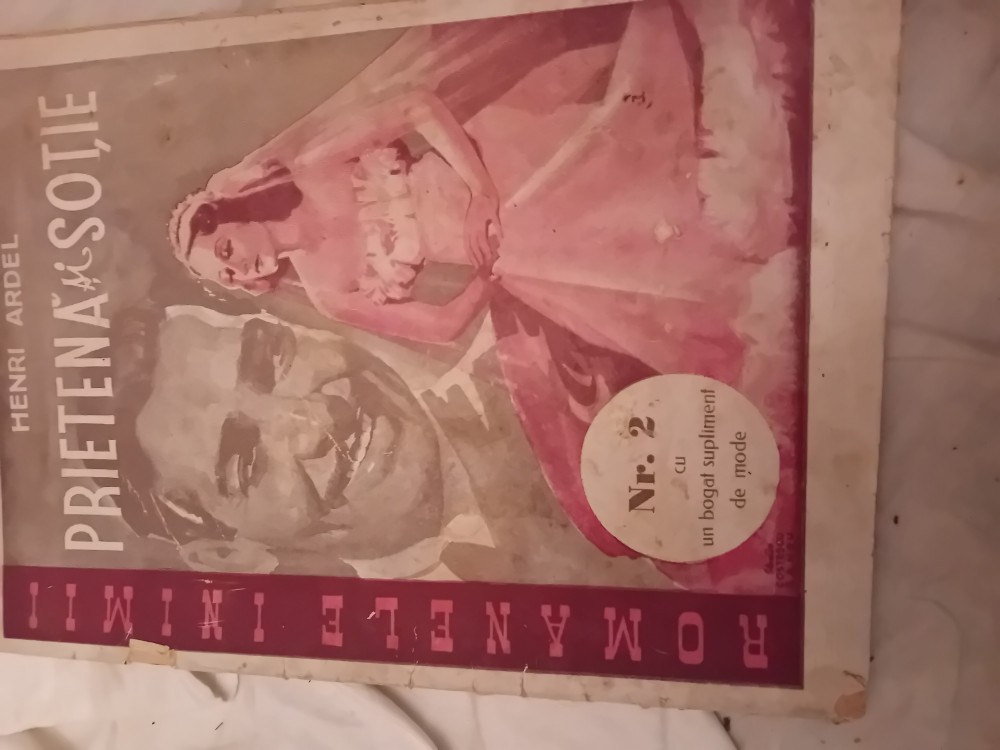 HENRI ARDEL
PRIETENĂ și SOȚIE
ROMANELE INIMII
Nr. 2
cu
un bogat supliment
de mode